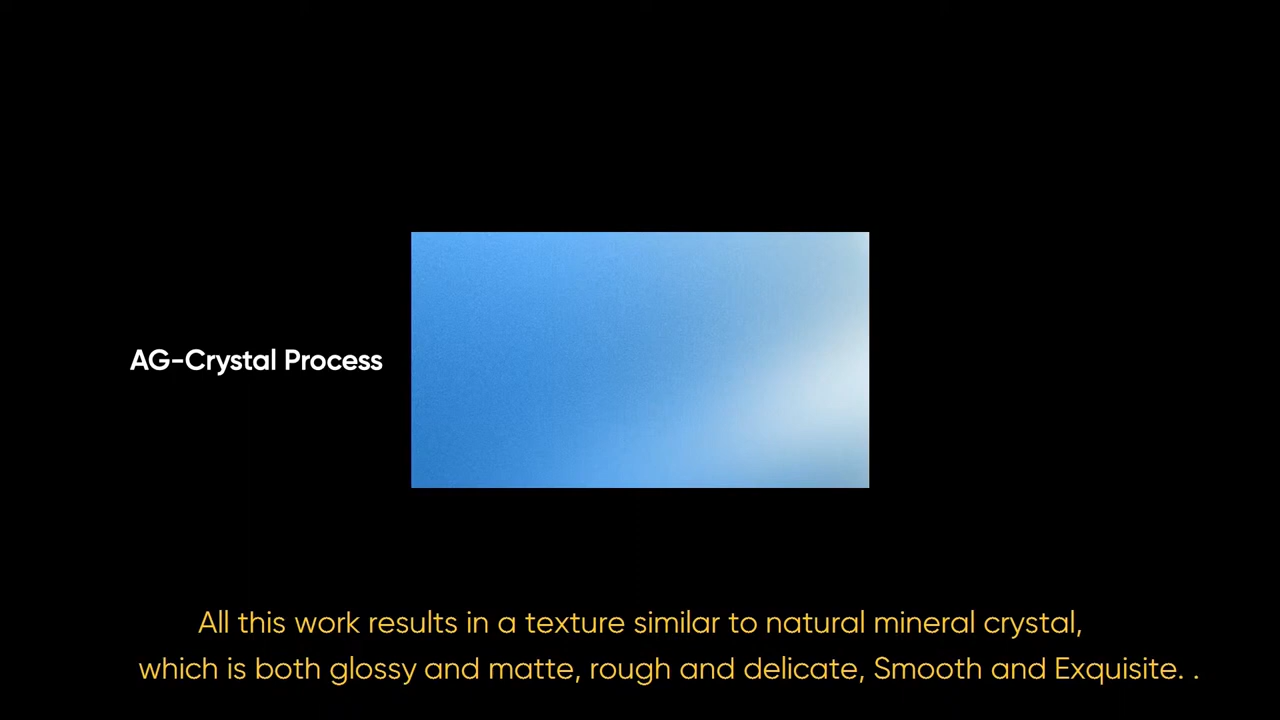 AG-Crystal Process
All this work results in a texture similar to natural mineral crystal,
which is both glossy and matte, rough and delicate, Smooth and Exquisite. .